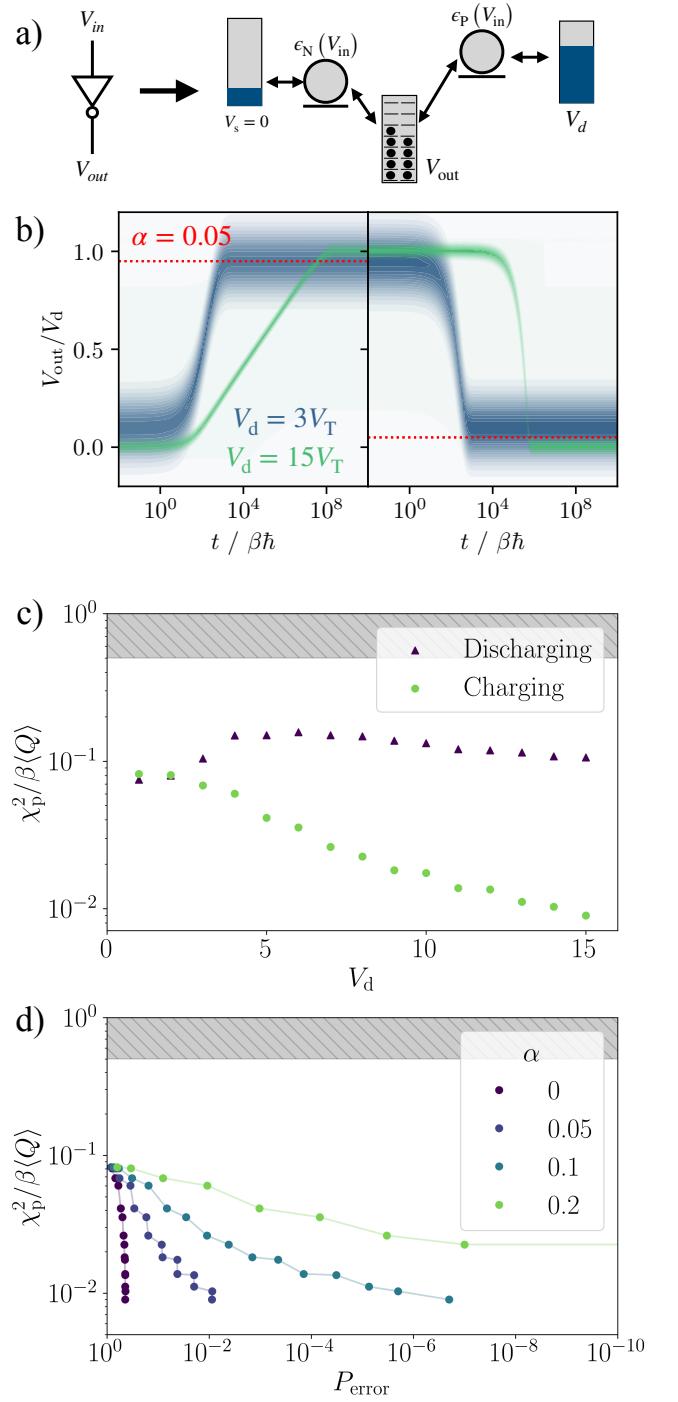 a)
V_in
V_out
V_s = 0
ϵ_N (V_in)
V_out
ϵ_P (V_in)
V_d
b)
α = 0.05
V_d = 3V_T
V_d = 15V_T
V_out/V_d
1.0
0.5
0.0
10^0 10^4 10^8
t / βℏ
10^0 10^4 10^8
t / βℏ
c)
Discharging
Charging
χ_p^2/β⟨Q⟩
10^0
10^-1
10^-2
0 5 10 15
V_d
d)
α
0
0.05
0.1
0.2
χ_p^2/β⟨Q⟩
10^0
10^-1
10^-2
10^0 10^-2 10^-4 10^-6 10^-8 10^-10
P_error